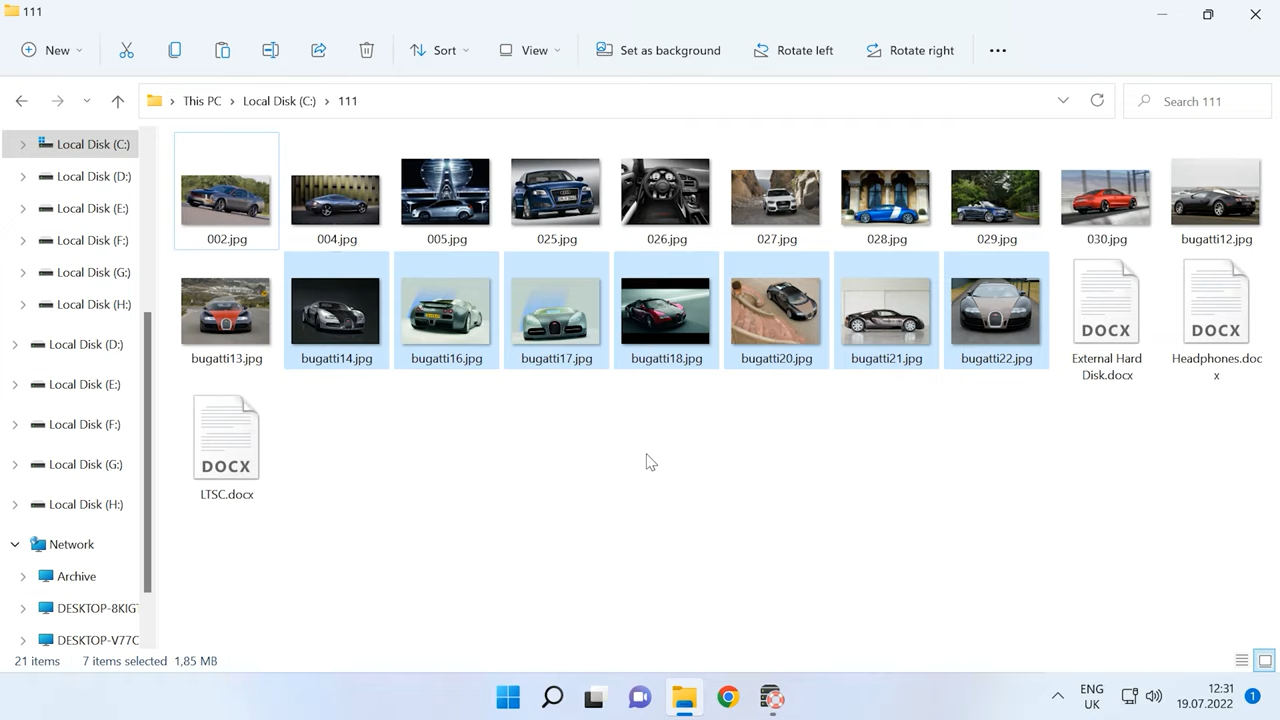 111
New
Sort
View
Set as background
Rotate left
Rotate right
This PC
Local Disk (C:)
111
Search 111
Local Disk (C:)
Local Disk (D:)
Local Disk (E:)
Local Disk (F:)
Local Disk (G:)
Local Disk (H:)
Local Disk (D:)
Local Disk (E:)
Local Disk (F:)
Local Disk (G:)
Local Disk (H:)
Network
Archive
DESKTOP-8KIG
DESKTOP-V77C
002.jpg
004.jpg
005.jpg
025.jpg
026.jpg
027.jpg
028.jpg
029.jpg
030.jpg
bugatti12.jpg
bugatti13.jpg
bugatti14.jpg
bugatti16.jpg
bugatti17.jpg
bugatti18.jpg
bugatti20.jpg
bugatti21.jpg
bugatti22.jpg
DOCX
External Hard
Disk.docx
DOCX
Headphones.doc
x
DOCX
LTSC.docx
21 items
7 items selected
1,85 MB
ENG
UK
12:31
19.07.2022
1